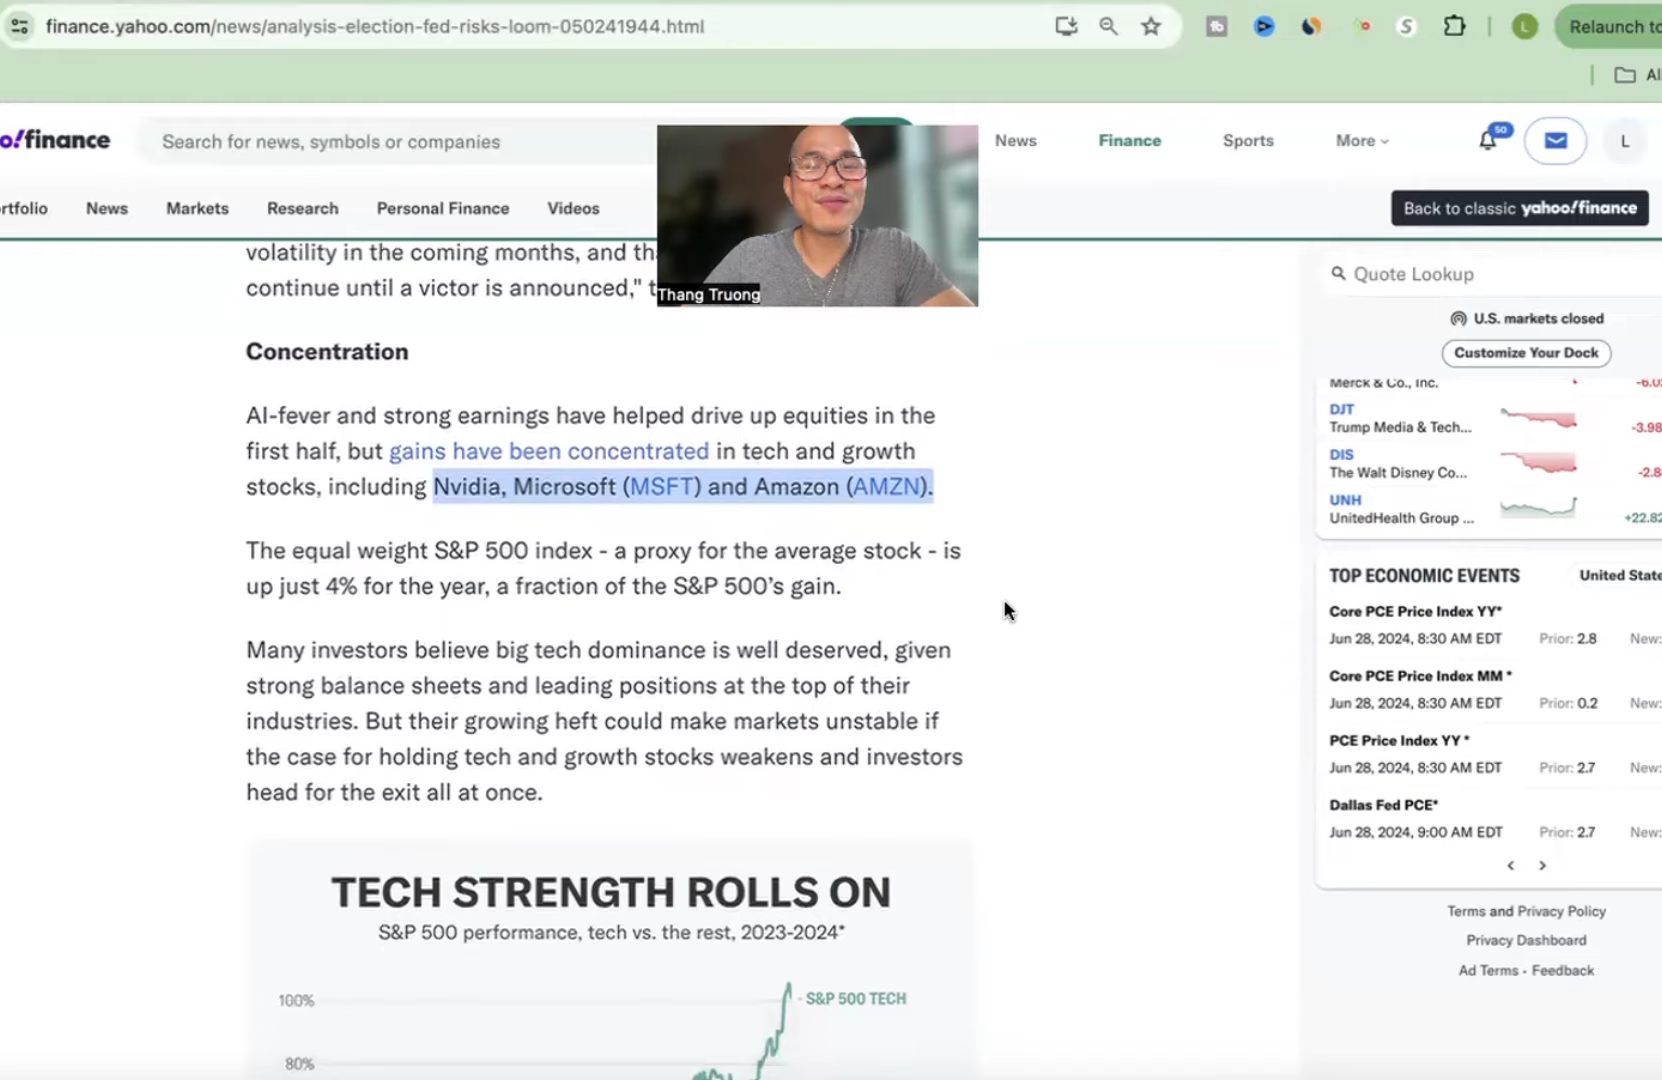 finance.yahoo.com/news/analysis-election-fed-risks-loom-050241944.html
Relaunch to
o!finance
Search for news, symbols or companies
News
Finance
Sports
More
50
L
rtfolio
News
Markets
Research
Personal Finance
Videos
Back to classic yahoo!finance
Thang Truong
volatility in the coming months, and
continue until a victor is announced,"
Concentration
AI-fever and strong earnings have helped drive up equities in the
first half, but gains have been concentrated in tech and growth
stocks, including Nvidia, Microsoft (MSFT) and Amazon (AMZN).
The equal weight S&P 500 index - a proxy for the average stock - is
up just 4% for the year, a fraction of the S&P 500's gain.
Many investors believe big tech dominance is well deserved, given
strong balance sheets and leading positions at the top of their
industries. But their growing heft could make markets unstable if
the case for holding tech and growth stocks weakens and investors
head for the exit all at once.
TECH STRENGTH ROLLS ON
S&P 500 performance, tech vs. the rest, 2023-2024*
100%
S&P 500 TECH
80%
Quote Lookup
U.S. markets closed
Customize Your Dock
Merck & Co., Inc.
DJT
Trump Media & Tech...
-3.98
DIS
The Walt Disney Co...
-2.8
UNH
UnitedHealth Group ...
+22.82
TOP ECONOMIC EVENTS
United State
Core PCE Price Index YY*
Jun 28, 2024, 8:30 AM EDT Prior: 2.8 New:
Core PCE Price Index MM *
Jun 28, 2024, 8:30 AM EDT Prior: 0.2 New:
PCE Price Index YY *
Jun 28, 2024, 8:30 AM EDT Prior: 2.7 New:
Dallas Fed PCE*
Jun 28, 2024, 9:00 AM EDT Prior: 2.7 New:
Terms and Privacy Policy
Privacy Dashboard
Ad Terms - Feedback